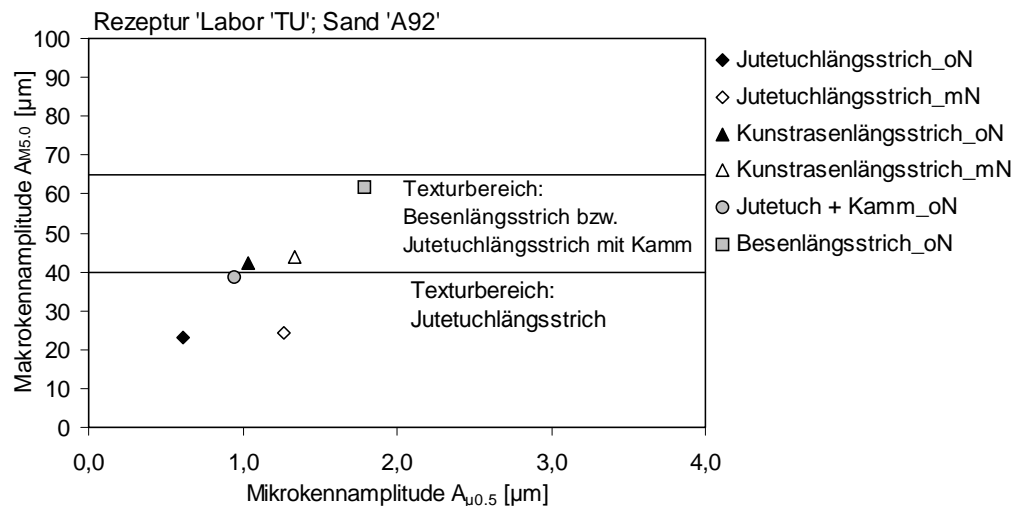 Rezeptur 'Labor 'TU'; Sand 'A92'
Makrokennamplitude AM5.0 [µm]
100
90
80
70
60
50
40
30
20
10
0
Texturbereich:
Besenlängsstrich bzw.
Jutetuchlängsstrich mit Kamm
Texturbereich:
Jutetuchlängsstrich
0,0 1,0 2,0 3,0 4,0
Mikrokennamplitude Aµ0.5 [µm]
Jutetuchlängsstrich_oN
Jutetuchlängsstrich_mN
Kunstrasenlängsstrich_oN
Kunstrasenlängsstrich_mN
Jutetuch + Kamm_oN
Besenlängsstrich_oN